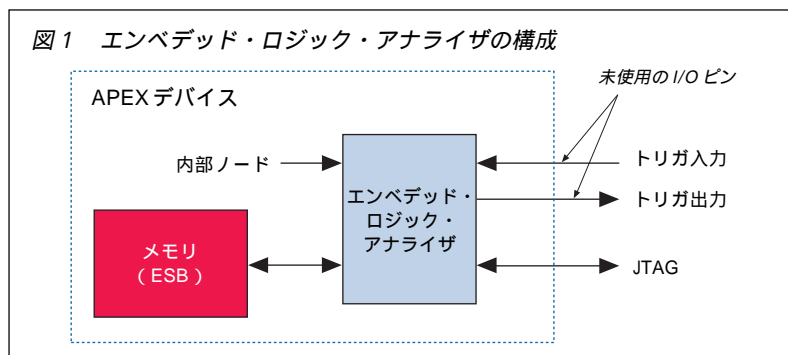 図 1 エンベデッド・ロジック・アナライザの構成
未使用の I/O ピン
APEX デバイス
内部ノード
トリガ入力
エンベデッド・
ロジック・
アナライザ
トリガ出力
メモリ
( ESB )
JTAG